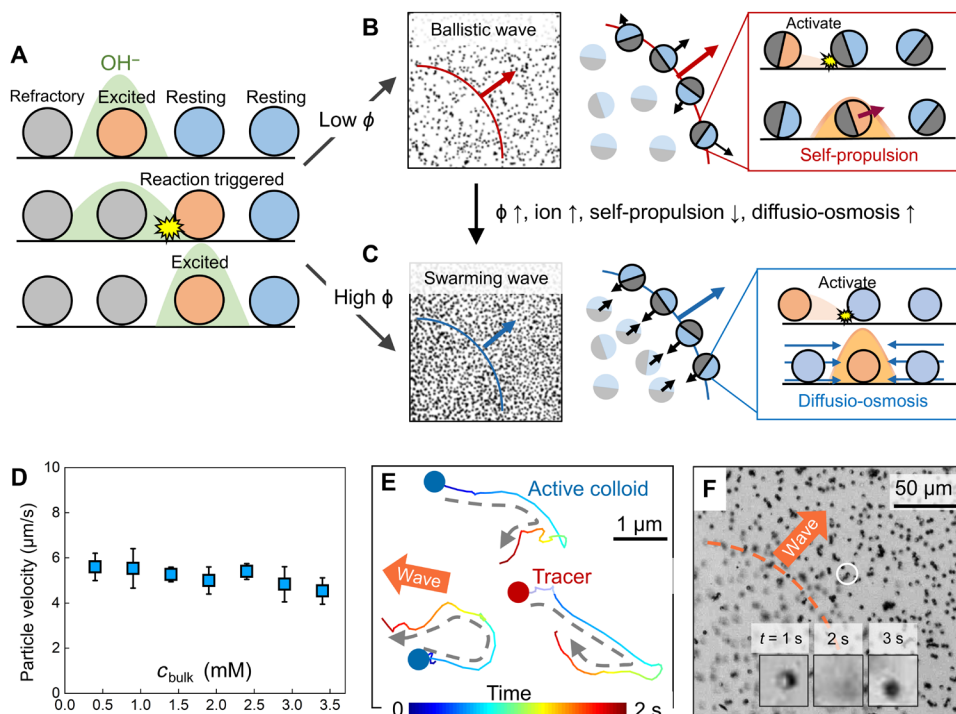 A
OH⁻
Refractory
Excited
Resting
Resting
Reaction triggered
Excited
Low ϕ
High ϕ
B
Ballistic wave
Activate
Self-propulsion
ϕ ↑, ion ↑, self-propulsion ↓, diffusio-osmosis ↑
C
Swarming wave
Activate
Diffusio-osmosis
D
Particle velocity (µm/s)
10
8
6
4
2
0
0.0 0.5 1.0 1.5 2.0 2.5 3.0 3.5
c_bulk (mM)
E
Active colloid
1 µm
Wave
Tracer
Time
0
2 s
F
50 µm
Wave
t = 1 s
2 s
3 s